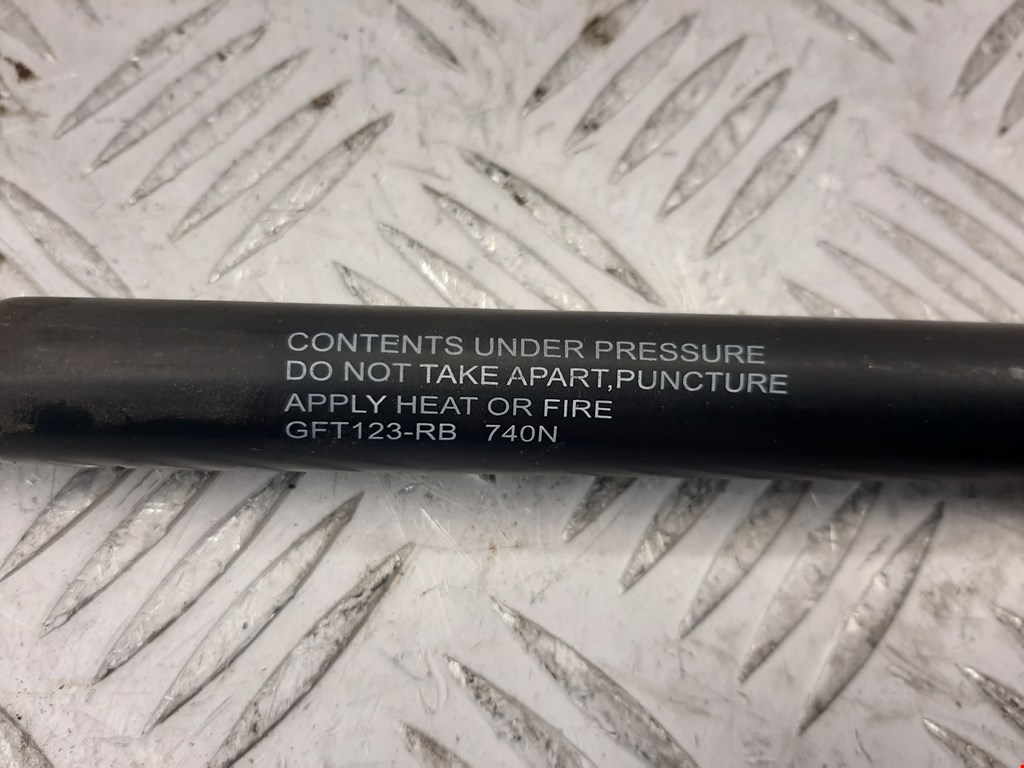 CONTENTS UNDER PRESSURE
DO NOT TAKE APART,PUNCTURE
APPLY HEAT OR FIRE
GFT123-RB 740N